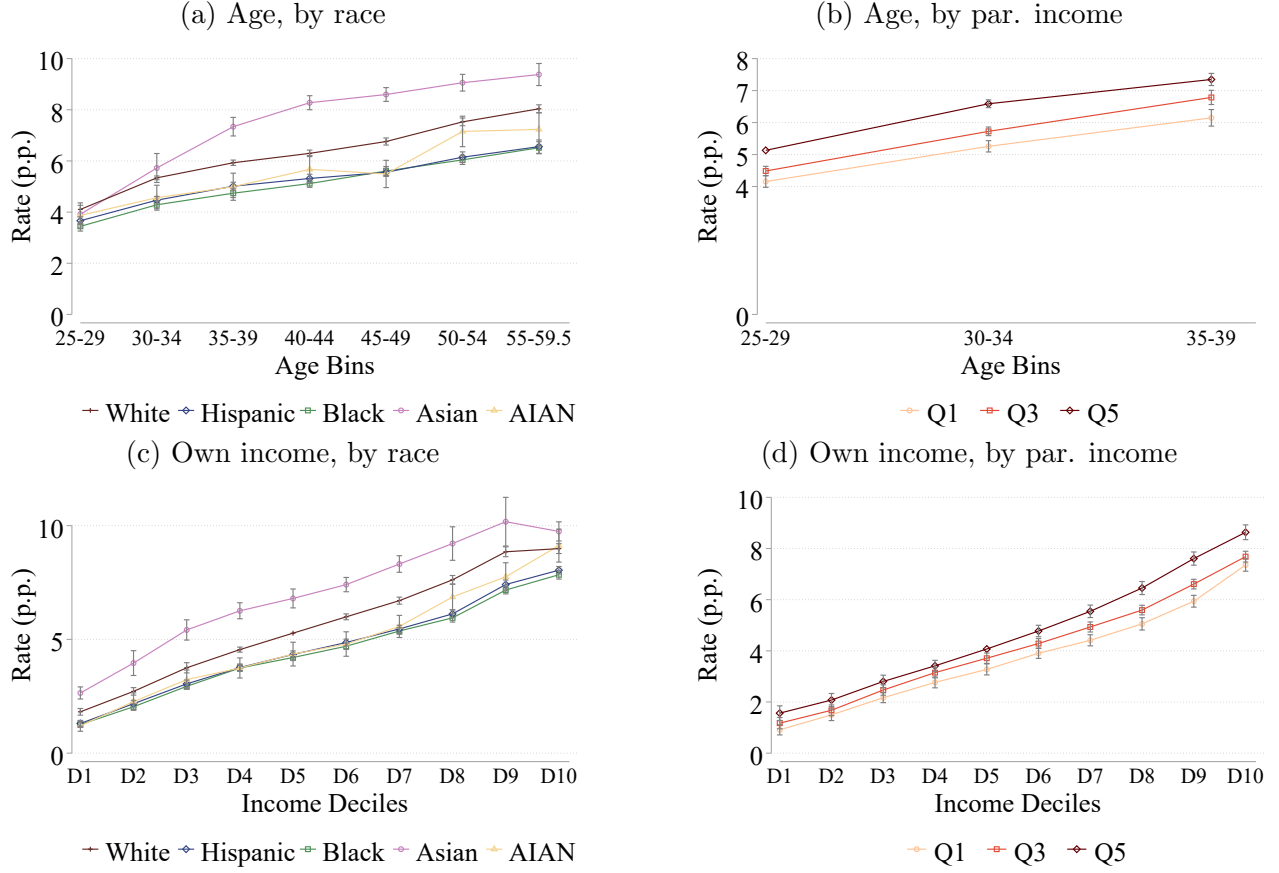 (a) Age, by race
Rate (p.p.)
10
8
6
4
2
0
25-29 30-34 35-39 40-44 45-49 50-54 55-59.5
Age Bins
White Hispanic Black Asian AIAN
(b) Age, by par. income
Rate (p.p.)
8
7
6
5
4
0
25-29 30-34 35-39
Age Bins
Q1 Q3 Q5
(c) Own income, by race
Rate (p.p.)
10
5
0
D1 D2 D3 D4 D5 D6 D7 D8 D9 D10
Income Deciles
White Hispanic Black Asian AIAN
(d) Own income, by par. income
Rate (p.p.)
10
8
6
4
2
0
D1 D2 D3 D4 D5 D6 D7 D8 D9 D10
Income Deciles
Q1 Q3 Q5